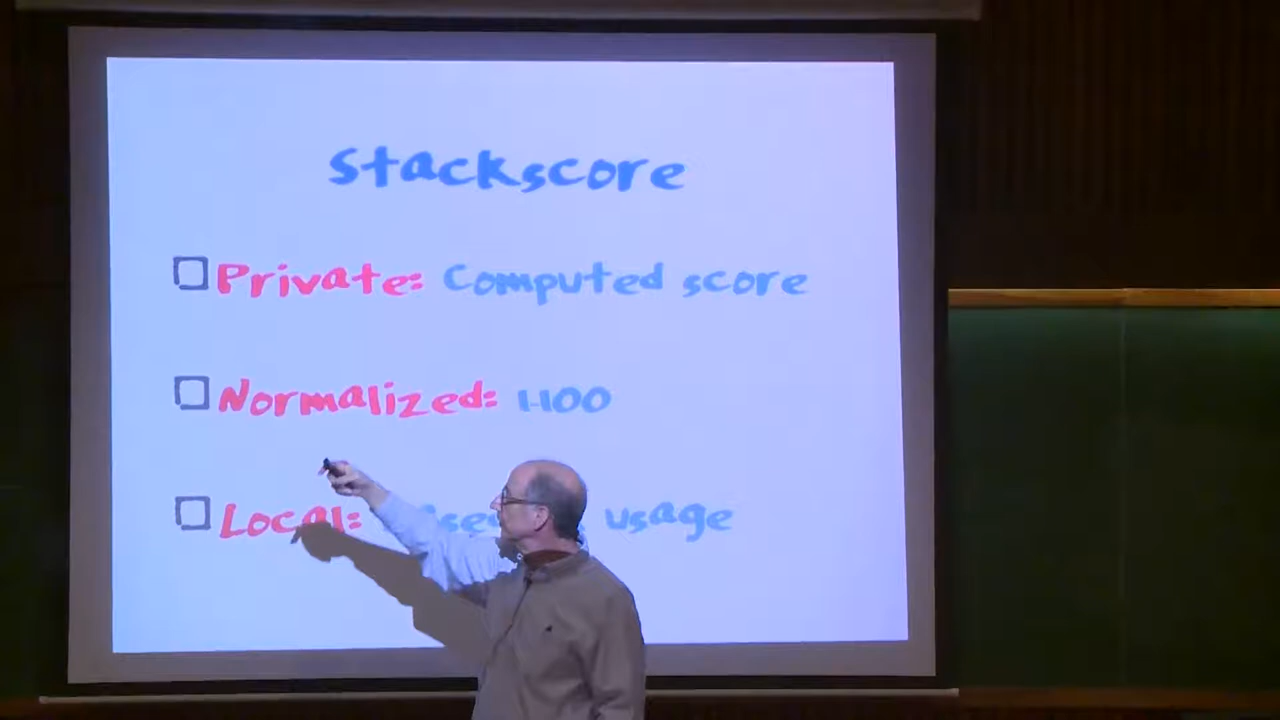 stackscore
Private: Computed score
Normalized: 1-100
Local: usage